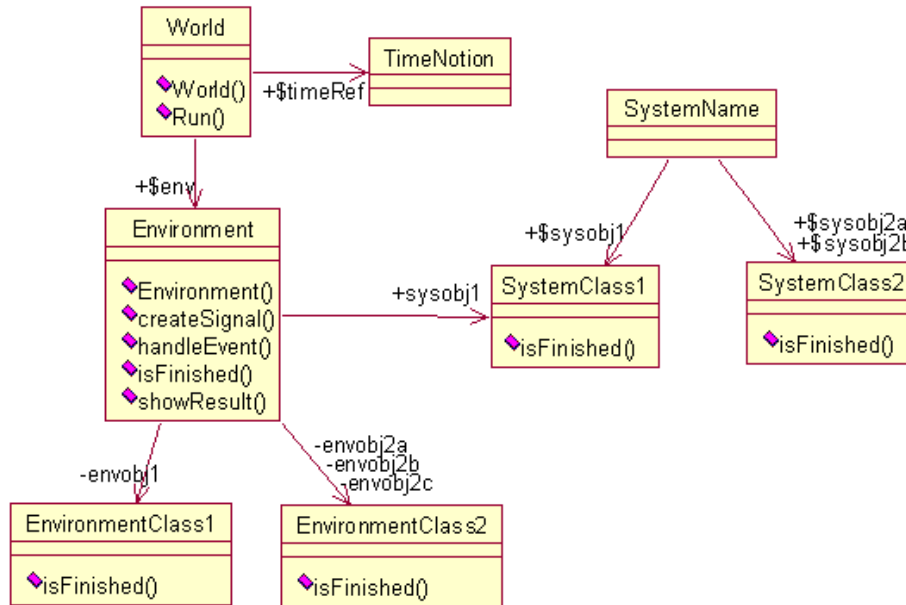 World
World()
Run()
TimeNotion
+$timeRef
SystemName
+$env
Environment
Environment()
createSignal()
handleEvent()
isFinished()
showResult()
+sysobj1
+$sysobj1
SystemClass1
isFinished()
+$sysobj2a
+$sysobj2b
SystemClass2
isFinished()
-envobj1
-envobj2a
-envobj2b
-envobj2c
EnvironmentClass1
isFinished()
EnvironmentClass2
isFinished()